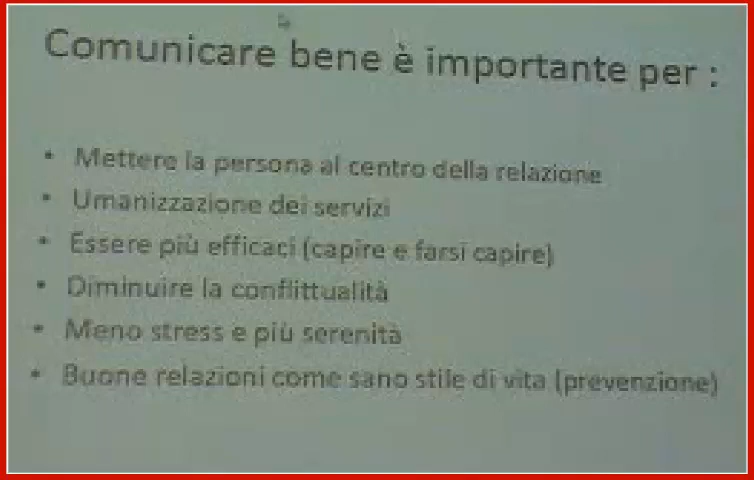 Comunicare bene è importante per :
• Mettere la persona al centro della relazione
• Umanizzazione dei servizi
• Essere più efficaci (capire e farsi capire)
• Diminuire la conflittualità
• Meno stress e più serenità
• Buone relazioni come sano stile di vita (prevenzione)